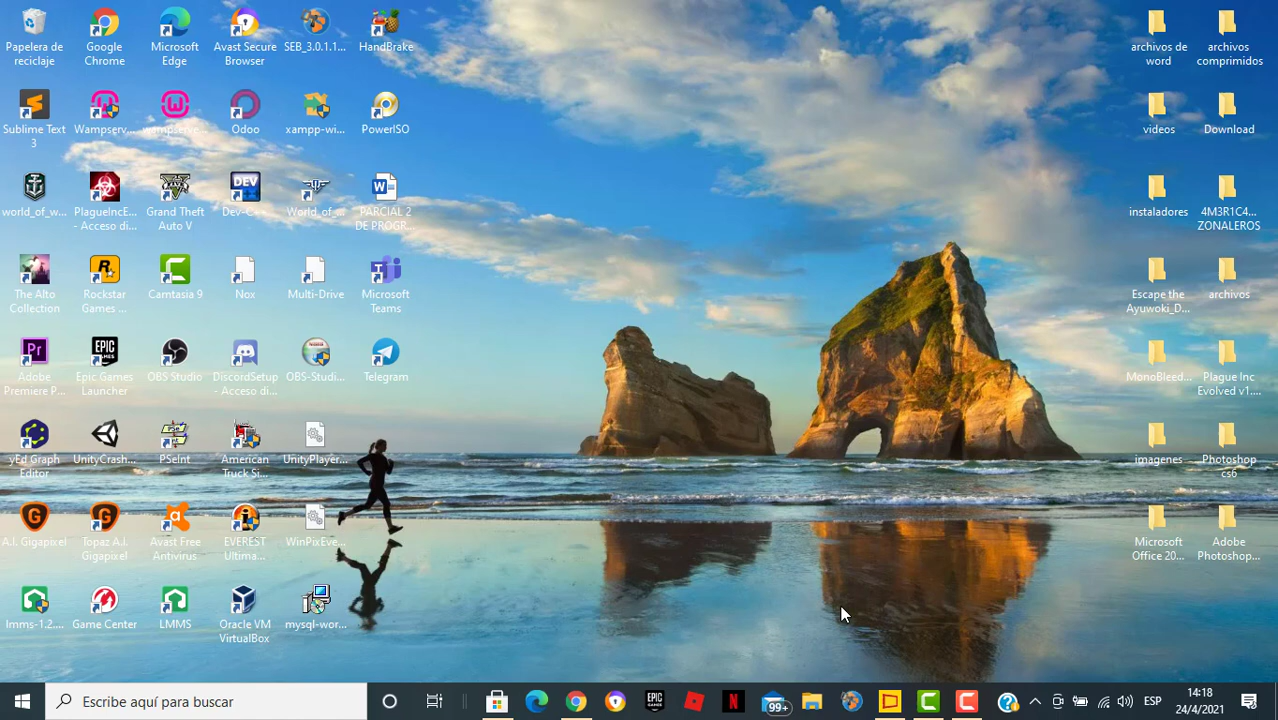 Papelera de
reciclaje
Google
Chrome
Microsoft
Edge
Avast Secure
Browser
SEB_3.0.1.1...
HandBrake
archivos de
word
archivos
comprimidos
Sublime Text
3
Wampserv...
wampserve...
Odoo
xampp-wi...
PowerISO
videos
Download
world_of_w...
PlagueIncE...
- Acceso di...
Grand Theft
Auto V
Dev-C++
World_of_...
PARCIAL 2
DE PROGR...
instaladores
4M3R1C4...
ZONALEROS
The Alto
Collection
Rockstar
Games ...
Camtasia 9
Nox
Multi-Drive
Microsoft
Teams
Escape the
Ayuwoki_D...
archivos
Adobe
Premiere P...
Epic Games
Launcher
OBS Studio
DiscordSetup
- Acceso di...
OBS-Studi...
Telegram
MonoBleed...
Plague Inc
Evolved v1....
yEd Graph
Editor
UnityCrash...
PSeInt
American
Truck Si...
UnityPlayer...
imagenes
Photoshop
cs6
A.I. Gigapixel
Topaz A.I.
Gigapixel
Avast Free
Antivirus
EVEREST
Ultima...
WinPixEve...
Microsoft
Office 20...
Adobe
Photoshop...
lmms-1.2....
Game Center
LMMS
Oracle VM
VirtualBox
mysql-wor...
Escribe aquí para buscar
99+
ESP
14:18
24/4/2021